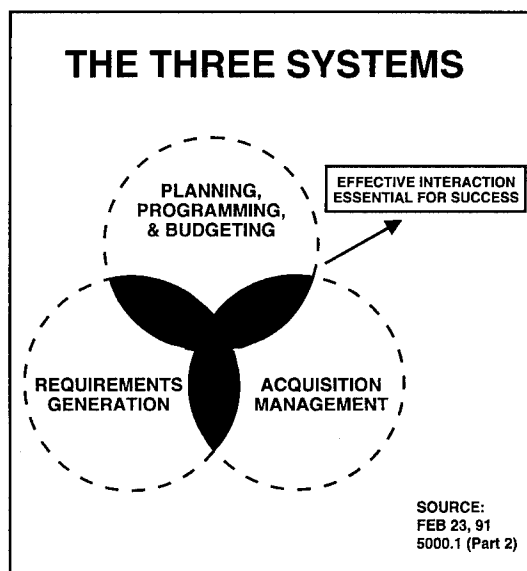 THE THREE SYSTEMS
PLANNING,
PROGRAMMING,
& BUDGETING
EFFECTIVE INTERACTION
ESSENTIAL FOR SUCCESS
REQUIREMENTS
GENERATION
ACQUISITION
MANAGEMENT
SOURCE:
FEB 23, 91
5000.1 (Part 2)